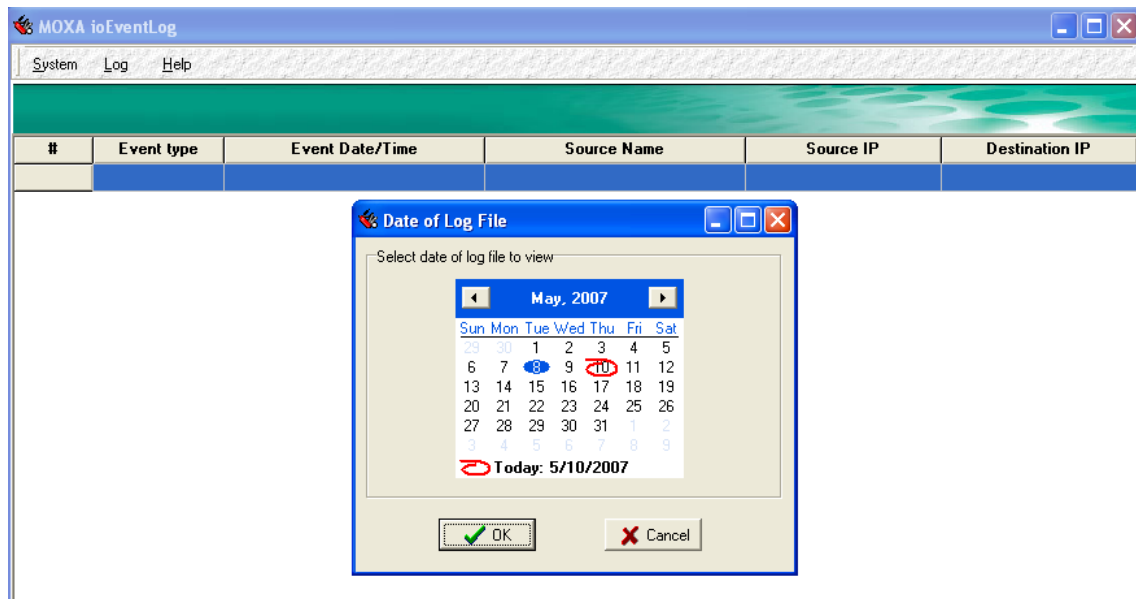 MOXA ioEventLog
System Log Help
# Event type Event Date/Time Source Name Source IP Destination IP
Date of Log File
Select date of log file to view
May, 2007
Sun Mon Tue Wed Thu Fri Sat
29 30 1 2 3 4 5
6 7 8 9 10 11 12
13 14 15 16 17 18 19
20 21 22 23 24 25 26
27 28 29 30 31 1 2
3 4 5 6 7 8 9
Today: 5/10/2007
OK Cancel